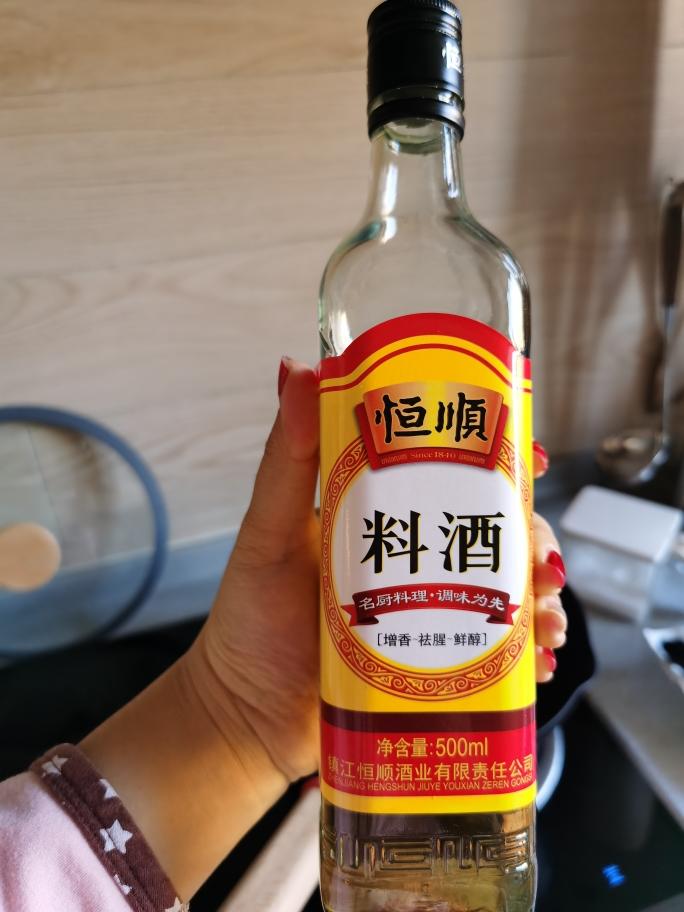 恒
恒順
Since 1840
料酒
名厨料理·调味为先
[增香~祛腥~鲜醇]
净含量:500ml
镇江恒顺酒业有限责任公司
ZHENJIANG HENGSHUN JIUYE YOUXIAN ZEREN GONGSI